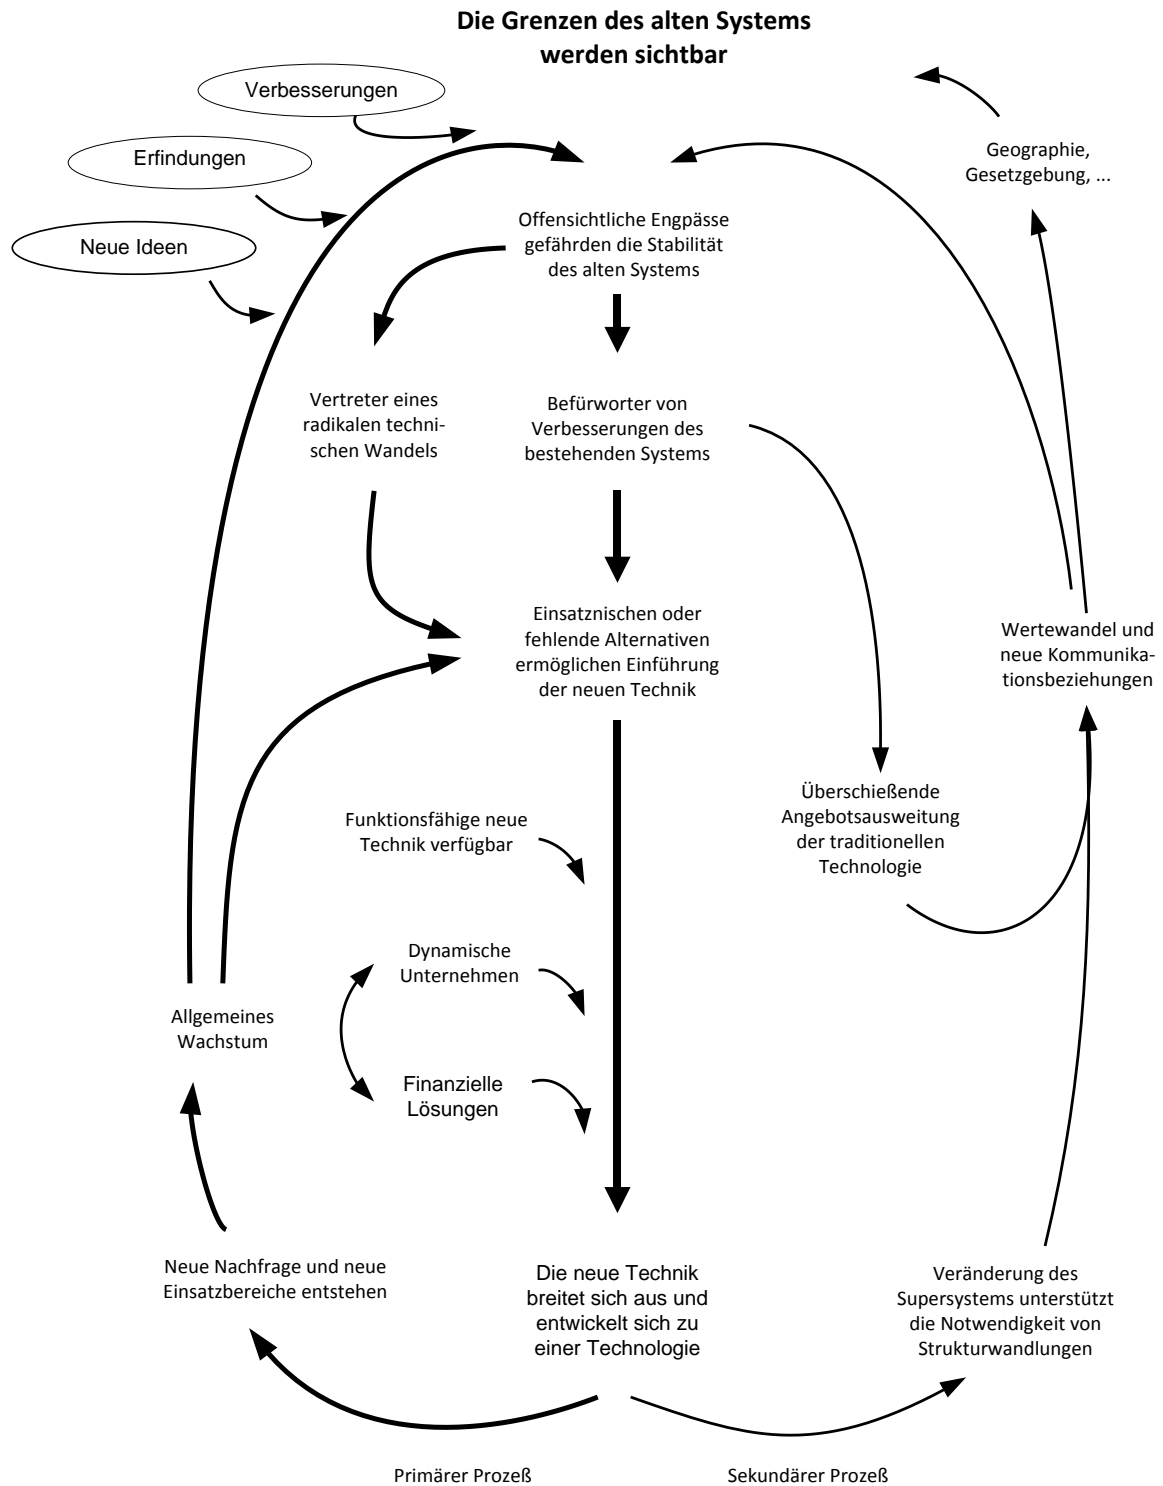 Die Grenzen des alten Systems
werden sichtbar
Verbesserungen
Erfindungen
Neue Ideen
Geographie,
Gesetzgebung, ...
Offensichtliche Engpässe
gefährden die Stabilität
des alten Systems
Vertreter eines
radikalen techni-
schen Wandels
Befürworter von
Verbesserungen des
bestehenden Systems
Einsatznischen oder
fehlende Alternativen
ermöglichen Einführung
der neuen Technik
Wertewandel und
neue Kommunika-
tionsbeziehungen
Überschießende
Angebotsausweitung
der traditionellen
Technologie
Funktionsfähige neue
Technik verfügbar
Dynamische
Unternehmen
Allgemeines
Wachstum
Finanzielle
Lösungen
Neue Nachfrage und neue
Einsatzbereiche entstehen
Die neue Technik
breitet sich aus und
entwickelt sich zu
einer Technologie
Veränderung des
Supersystems unterstützt
die Notwendigkeit von
Strukturwandlungen
Primärer Prozeß
Sekundärer Prozeß